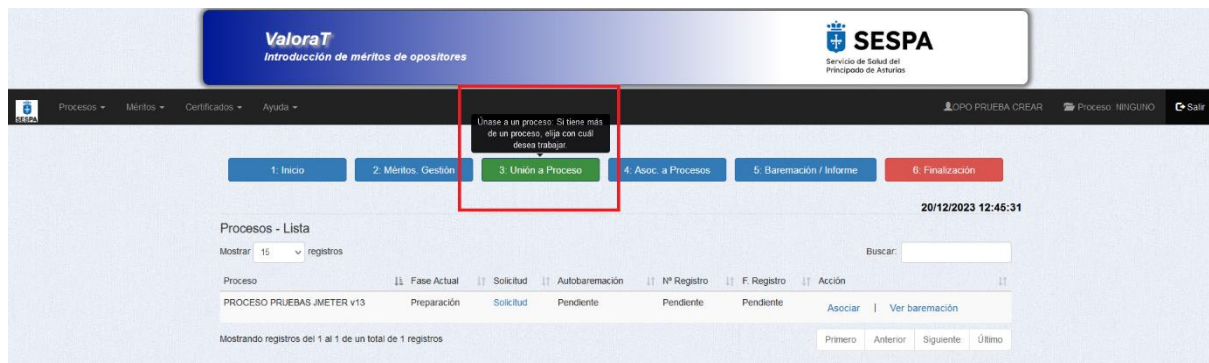 ValoraT
Introducción de méritos de opositores
SESPA
Servicio de Salud del
Principado de Asturias
SESPA
Procesos
Méritos
Certificados
Ayuda
OPO PRUEBA CREAR
Proceso: NINGUNO
Salir
Únase a un proceso: Si tiene más
de un proceso, elija con cuál
desea trabajar.
1: Inicio
2: Méritos. Gestión
3: Unión a Proceso
4: Asoc. a Procesos
5: Baremación / Informe
6: Finalización
20/12/2023 12:45:31
Procesos - Lista
Mostrar 15 registros
Buscar:
Proceso Fase Actual Solicitud Autobaremación Nº Registro F. Registro Acción
PROCESO PRUEBAS JMETER v13 Preparación Solicitud Pendiente Pendiente Pendiente Asociar | Ver baremación
Mostrando registros del 1 al 1 de un total de 1 registros
Primero Anterior Siguiente Último